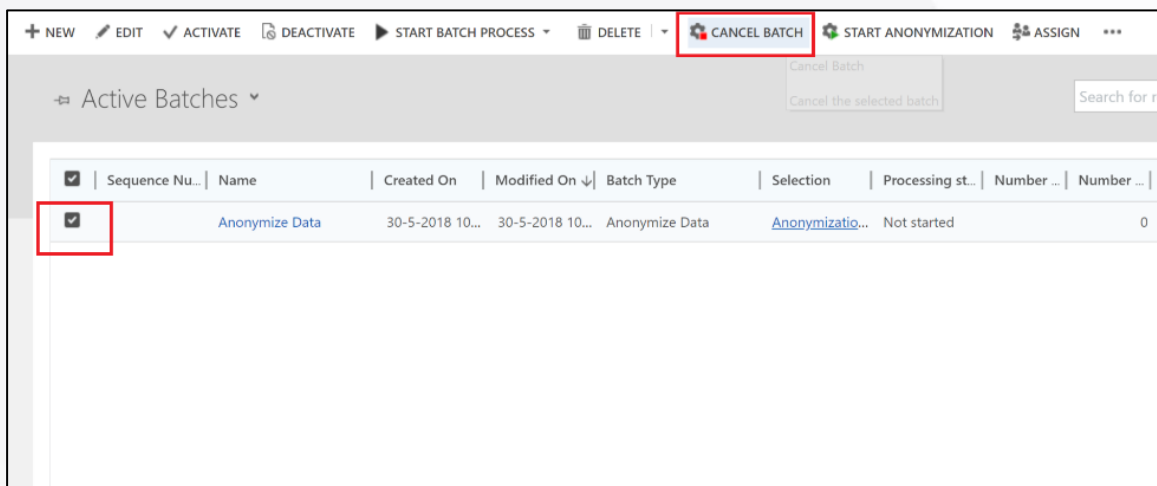 NEW EDIT ACTIVATE DEACTIVATE START BATCH PROCESS DELETE CANCEL BATCH START ANONYMIZATION ASSIGN ...
Cancel Batch
Active Batches Search for r
Cancel the selected batch
Sequence Nu... Name Created On Modified On Batch Type Selection Processing st... Number ... Number ...
Anonymize Data 30-5-2018 10... 30-5-2018 10... Anonymize Data Anonymizatio... Not started 0